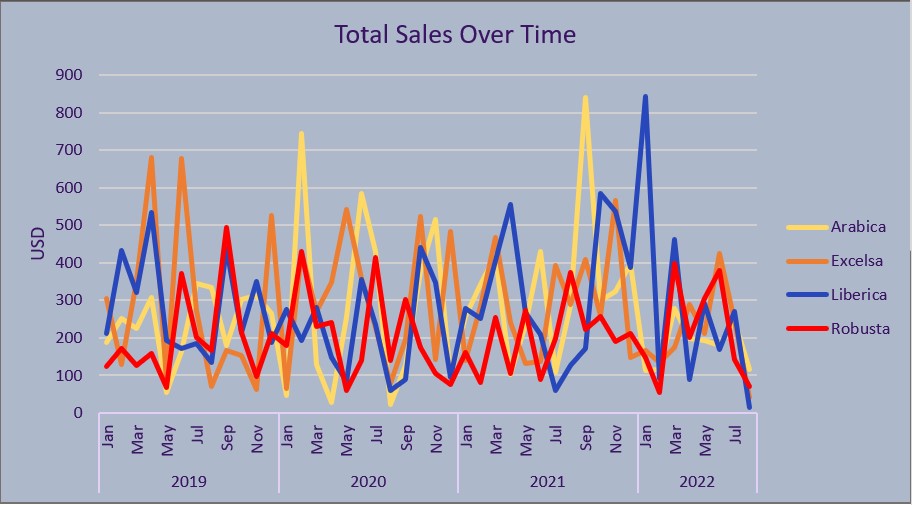 Total Sales Over Time
USD
900
800
700
600
500
400
300
200
100
0
Jan Mar May Jul Sep Nov Jan Mar May Jul Sep Nov Jan Mar May Jul Sep Nov Jan Mar May Jul
2019 2020 2021 2022
Arabica
Excelsa
Liberica
Robusta